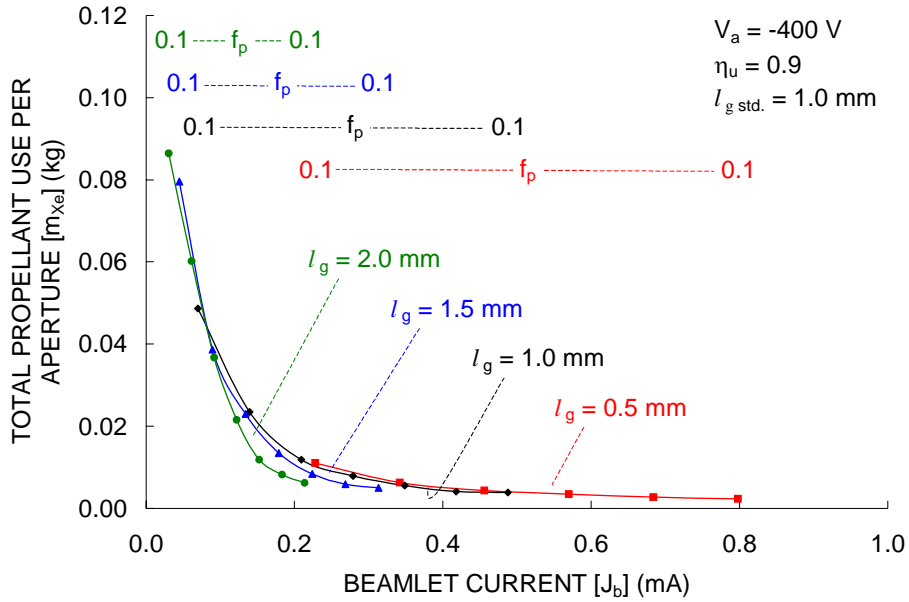 TOTAL PROPELLANT USE PER
APERTURE [m_Xe] (kg)
0.12
0.10
0.08
0.06
0.04
0.02
0.00
0.1 f_p 0.1
0.1 f_p 0.1
0.1 f_p 0.1
0.1 f_p 0.1
V_a = -400 V
η_u = 0.9
l_g std. = 1.0 mm
l_g = 2.0 mm
l_g = 1.5 mm
l_g = 1.0 mm
l_g = 0.5 mm
0.0 0.2 0.4 0.6 0.8 1.0
BEAMLET CURRENT [J_b] (mA)